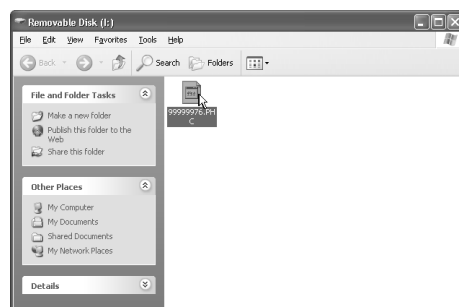 Removable Disk (I:)
File Edit View Favorites Tools Help
Back Search Folders
File and Folder Tasks
Make a new folder
Publish this folder to the
Web
Share this folder
Other Places
My Computer
My Documents
Shared Documents
My Network Places
Details
99999976.PH
C